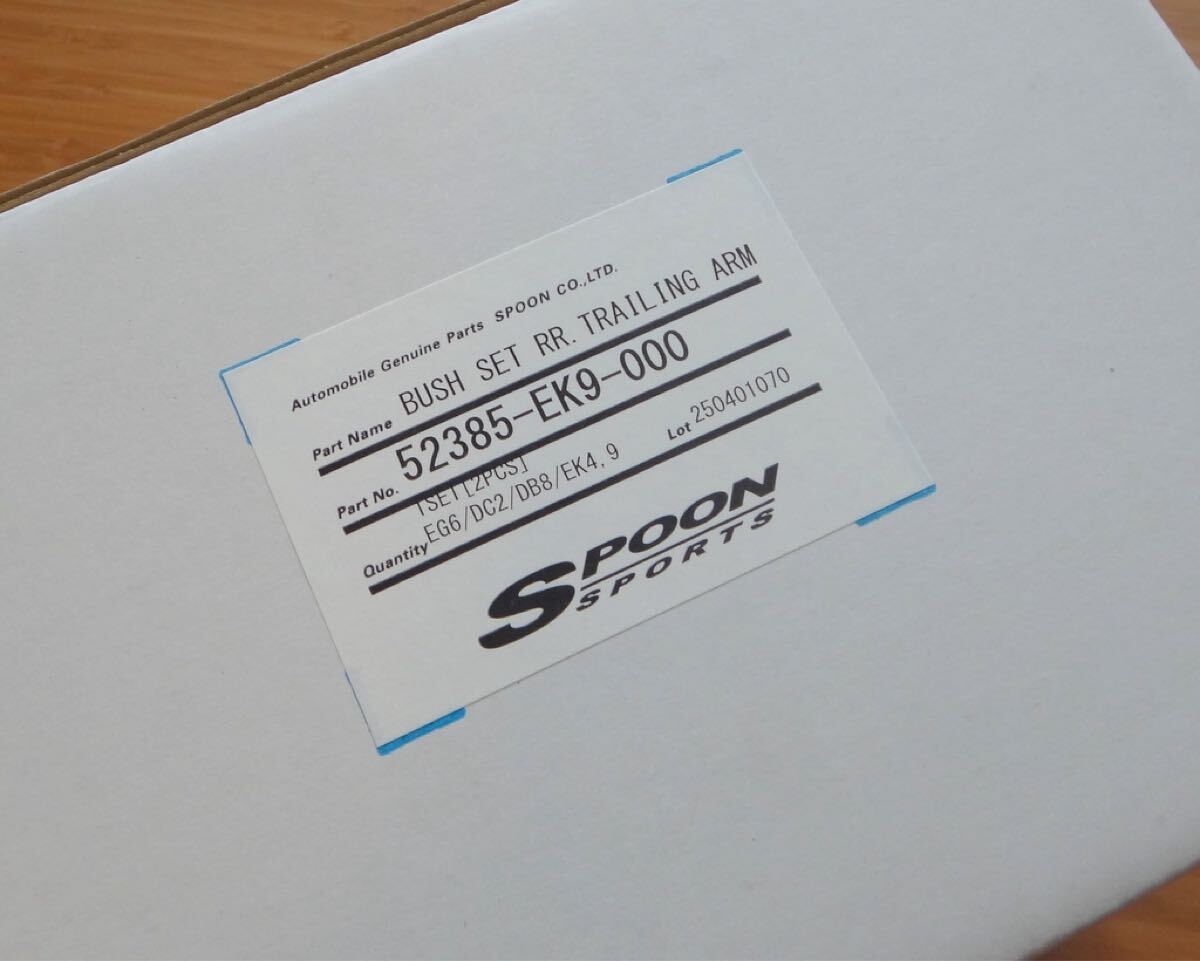 Automobile Genuine Parts SPOON CO.,LTD.
Part Name BUSH SET RR.TRAILING ARM
Part No. 52385-EK9-000
1SET[2PCS]
Quantity EG6/DC2/DB8/EK4,9 Lot 250401070
SPOON
SPORTS